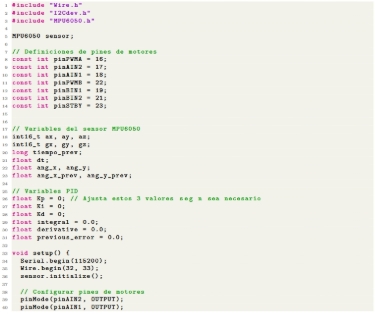 1 #include "Wire.h"
2 #include "I2Cdev.h"
3 #include "MPU6050.h"
4
5 MPU6050 sensor;
6
7 // Definiciones de pines de motores
8 const int pinPWMA = 16;
9 const int pinAIN2 = 17;
10 const int pinAIN1 = 18;
11 const int pinPWMB = 22;
12 const int pinBIN1 = 19;
13 const int pinBIN2 = 21;
14 const int pinSTBY = 23;
15
16
17 // Variables del sensor MPU6050
18 int16_t ax, ay, az;
19 int16_t gx, gy, gz;
20 long tiempo_prev;
21 float dt;
22 float ang_x, ang_y;
23 float ang_x_prev, ang_y_prev;
24
25 // Variables PID
26 float Kp = 0; // Ajusta estos 3 valores seg n sea necesario
27 float Ki = 0;
28 float Kd = 0;
29 float integral = 0.0;
30 float derivative = 0.0;
31 float previous_error = 0.0;
32
33 void setup() {
34 Serial.begin(115200);
35 Wire.begin(32, 33);
36 sensor.initialize();
37
38 // Configurar pines de motores
39 pinMode(pinAIN2, OUTPUT);
40 pinMode(pinAIN1, OUTPUT);